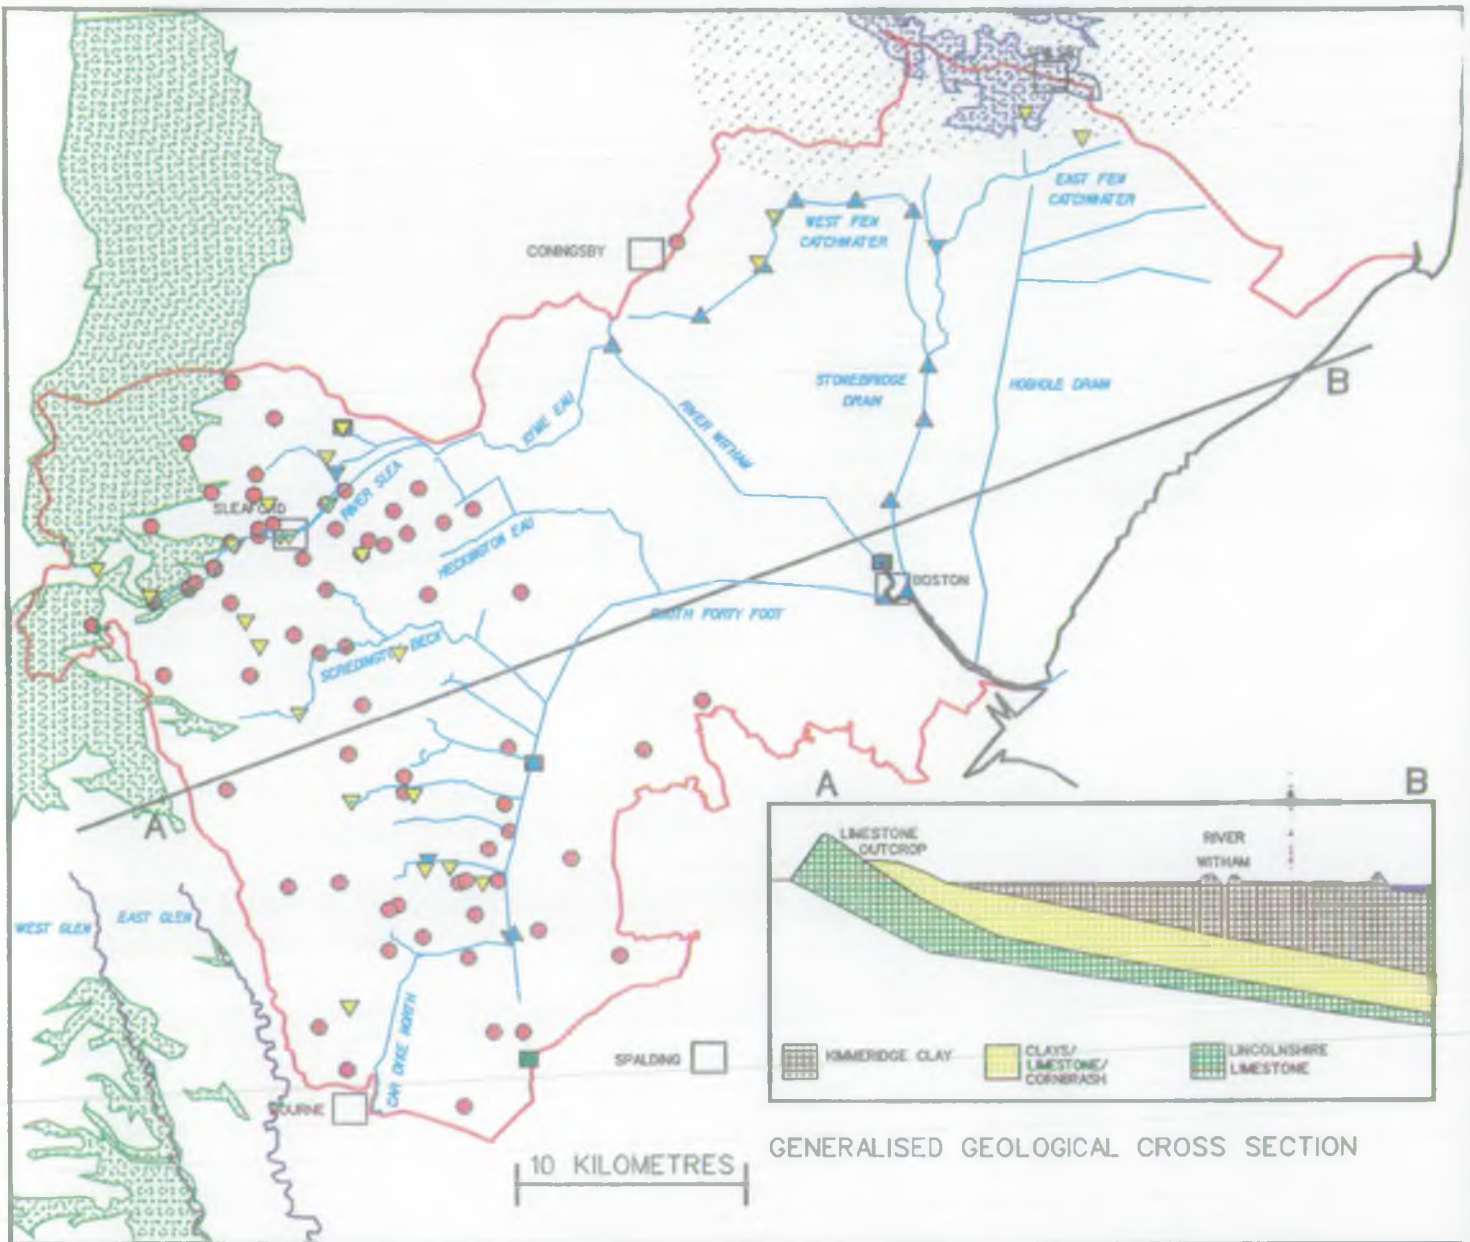 CONINGSBY
WEST FEN
CATCHWATER
EAST FEN
CATCHWATER
STONEBRIDGE
DRAIN
HOBHOLE DRAIN
B
KYME EAU
RIVER WITHAM
RIVER SLEA
SLEAFORD
HECKINGTON EAU
BOSTON
SOUTH FORTY FOOT
SCREDINGTON BECK
A
WEST GLEN
EAST GLEN
CAR DYKE NORTH
BOURNE
SPALDING
10 KILOMETRES
A
B
LIMESTONE
OUTCROP
RIVER
WITHAM
KIMMERIDGE CLAY
CLAYS/
LIMESTONE/
CORNBRASH
LINCOLNSHIRE
LIMESTONE
GENERALISED GEOLOGICAL CROSS SECTION